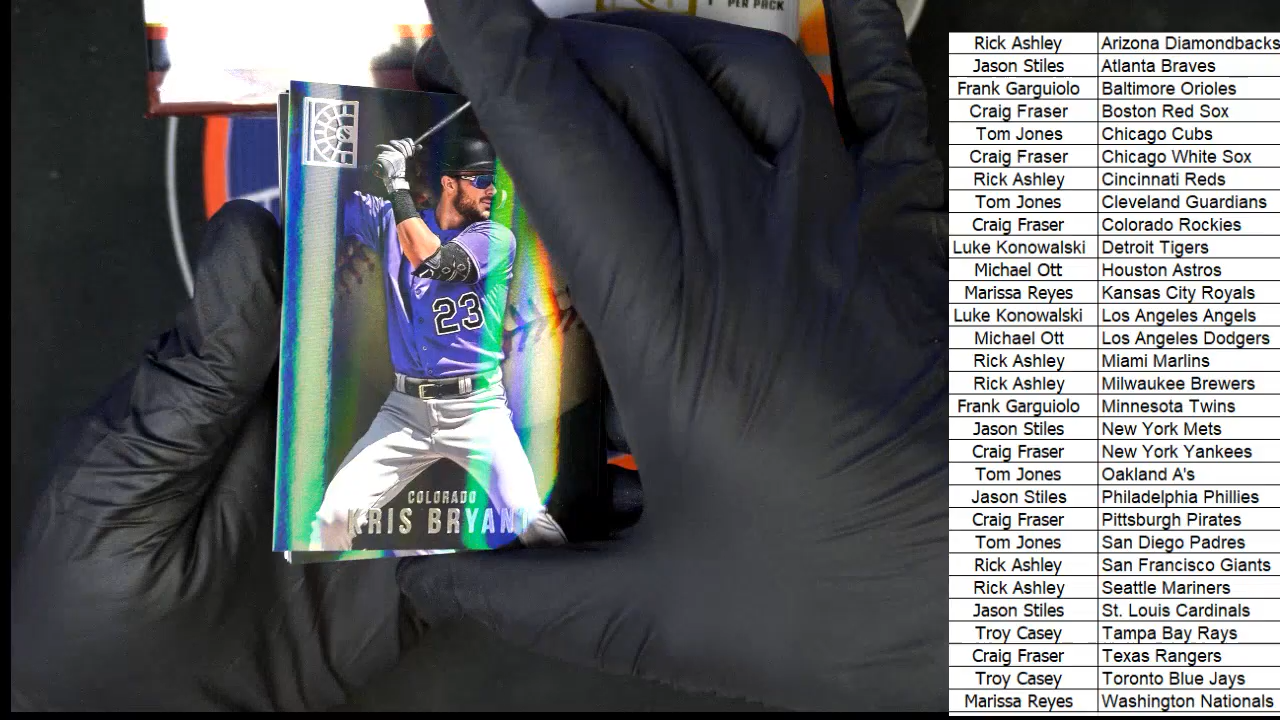 PER PACK
23
COLORADO
KRIS BRYANT
Rick Ashley Arizona Diamondbacks
Jason Stiles Atlanta Braves
Frank Garguiolo Baltimore Orioles
Craig Fraser Boston Red Sox
Tom Jones Chicago Cubs
Craig Fraser Chicago White Sox
Rick Ashley Cincinnati Reds
Tom Jones Cleveland Guardians
Craig Fraser Colorado Rockies
Luke Konowalski Detroit Tigers
Michael Ott Houston Astros
Marissa Reyes Kansas City Royals
Luke Konowalski Los Angeles Angels
Michael Ott Los Angeles Dodgers
Rick Ashley Miami Marlins
Rick Ashley Milwaukee Brewers
Frank Garguiolo Minnesota Twins
Jason Stiles New York Mets
Craig Fraser New York Yankees
Tom Jones Oakland A's
Jason Stiles Philadelphia Phillies
Craig Fraser Pittsburgh Pirates
Tom Jones San Diego Padres
Rick Ashley San Francisco Giants
Rick Ashley Seattle Mariners
Jason Stiles St. Louis Cardinals
Troy Casey Tampa Bay Rays
Craig Fraser Texas Rangers
Troy Casey Toronto Blue Jays
Marissa Reyes Washington Nationals